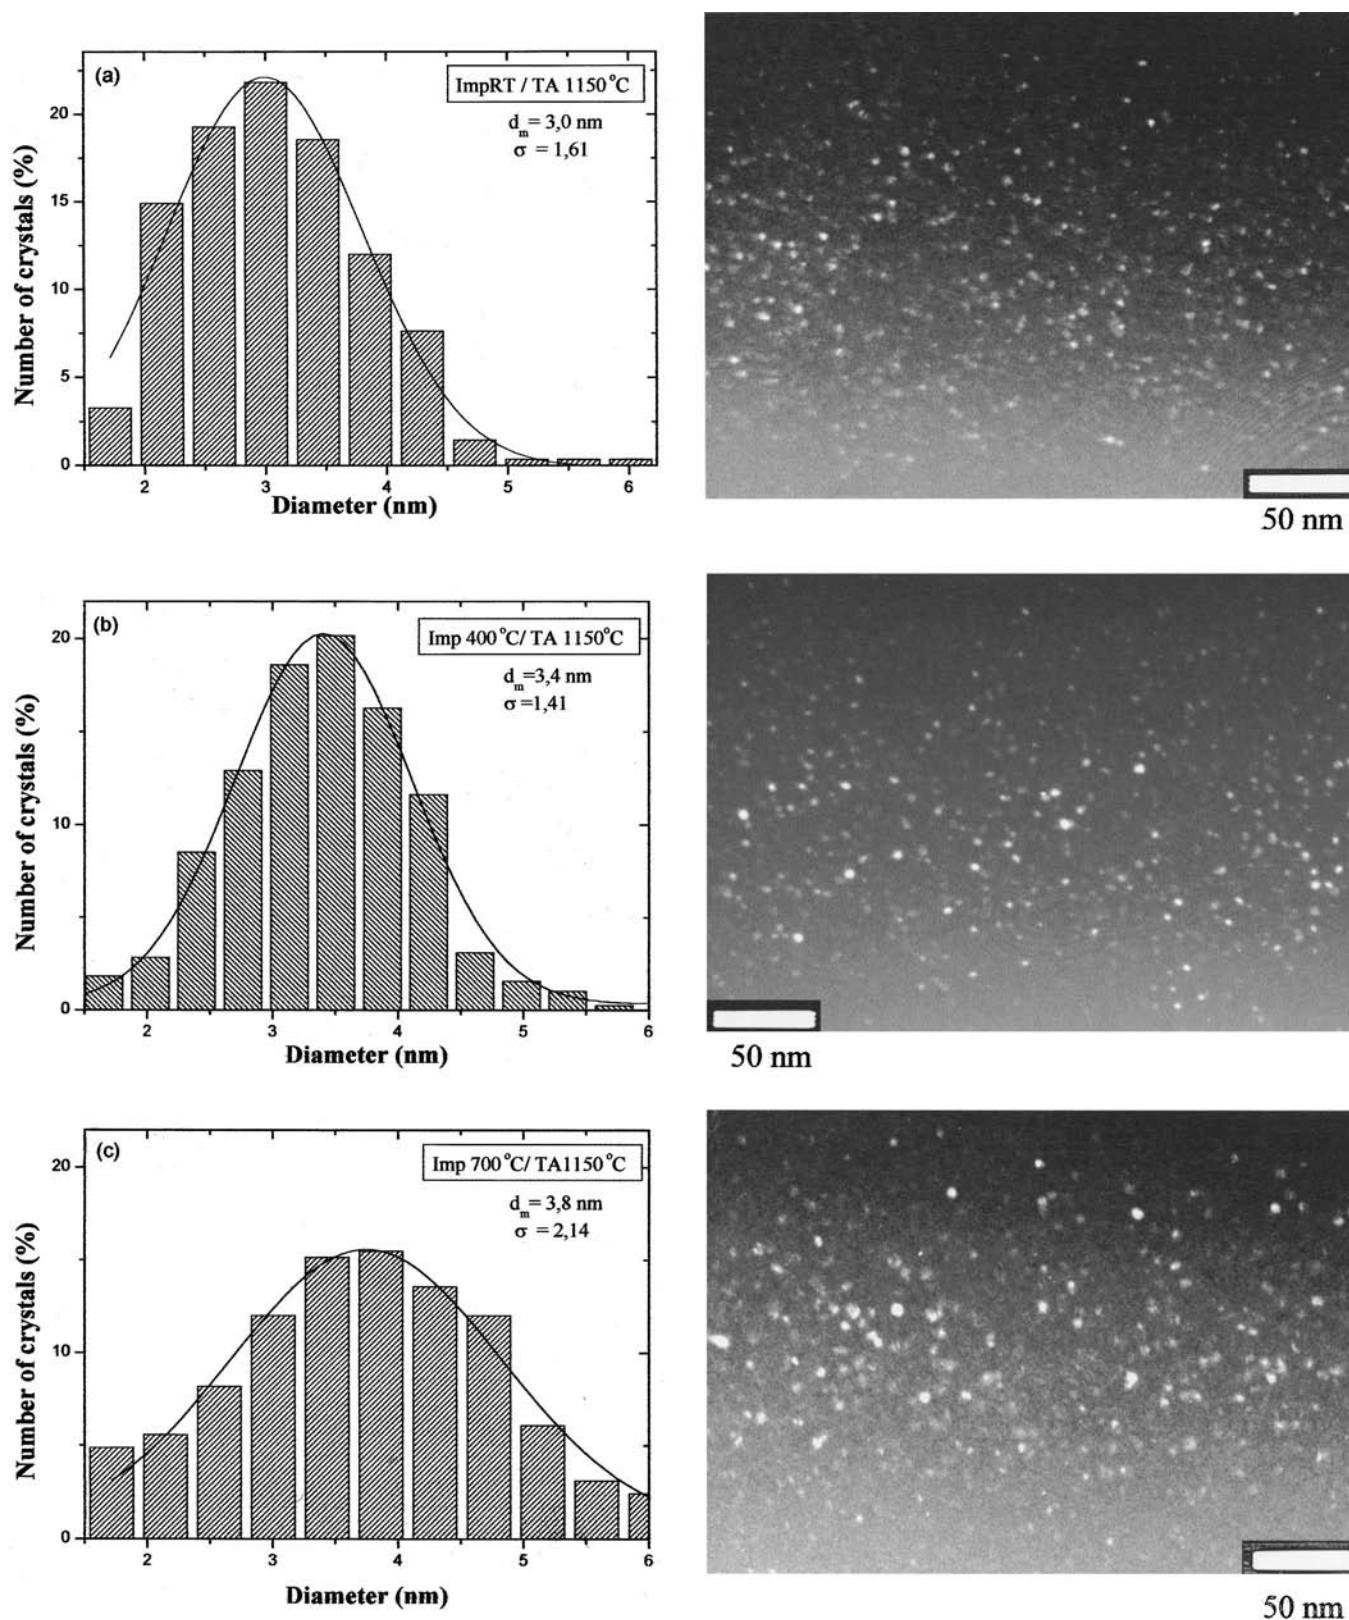 (a)
ImpRT / TA 1150°C
dm= 3,0 nm
σ = 1,61
Number of crystals (%)
20
15
10
5
0
2 3 4 5 6
Diameter (nm)
50 nm
(b)
Imp 400°C/ TA 1150°C
dm=3,4 nm
σ =1,41
Number of crystals (%)
20
10
0
2 3 4 5 6
Diameter (nm)
50 nm
(c)
Imp 700°C/ TA1150°C
dm= 3,8 nm
σ = 2,14
Number of crystals (%)
20
10
0
2 3 4 5 6
Diameter (nm)
50 nm